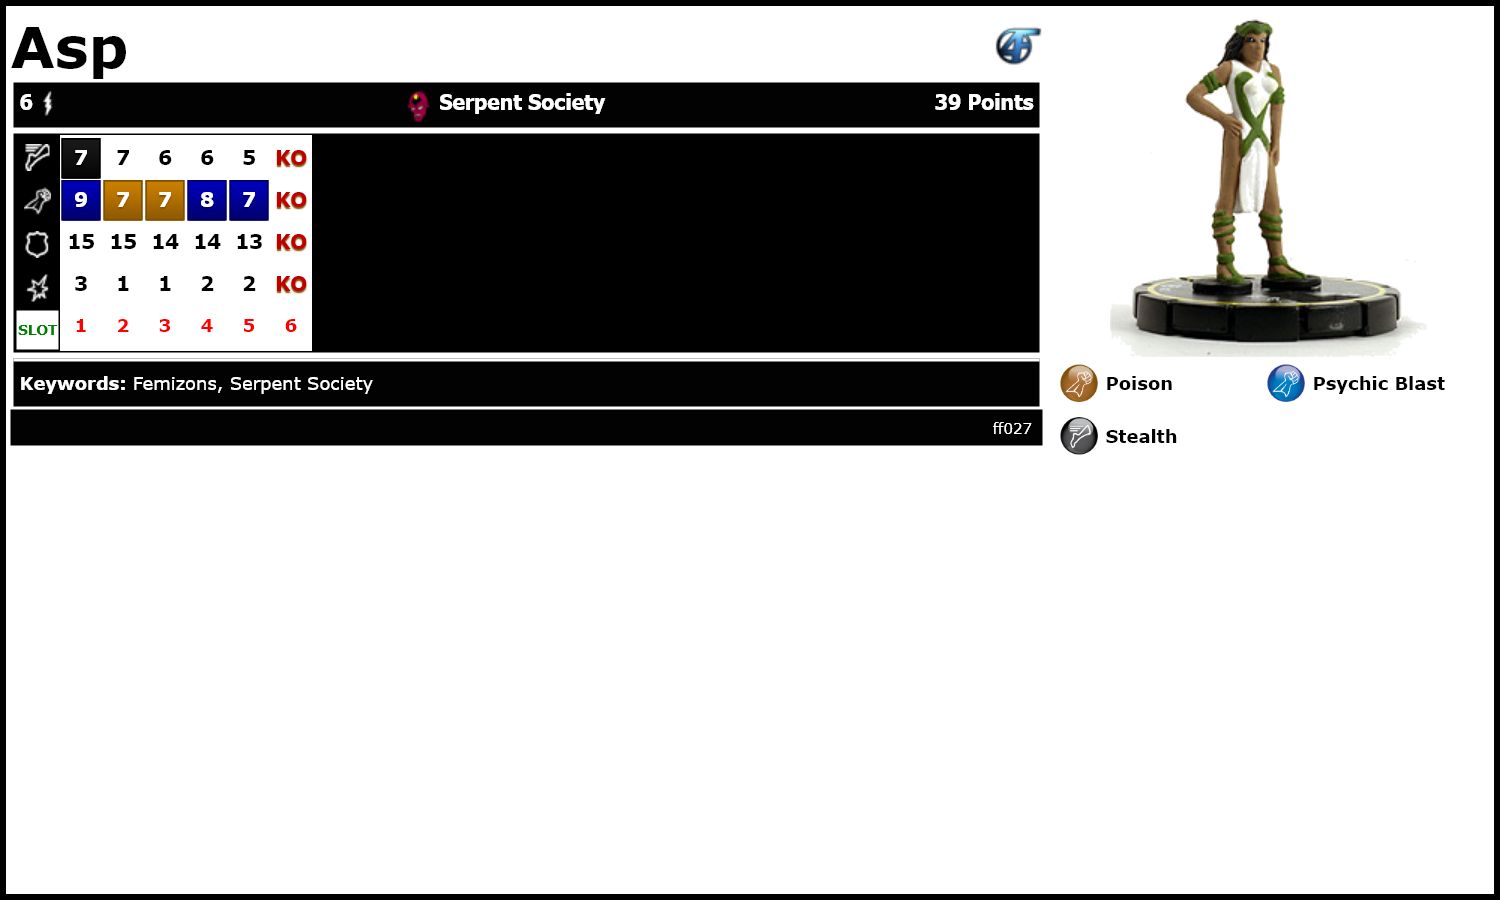 Asp
6 Serpent Society 39 Points
7 7 6 6 5 KO
9 7 7 8 7 KO
15 15 14 14 13 KO
3 1 1 2 2 KO
SLOT 1 2 3 4 5 6
Keywords: Femizons, Serpent Society
ff027
Poison Psychic Blast
Stealth